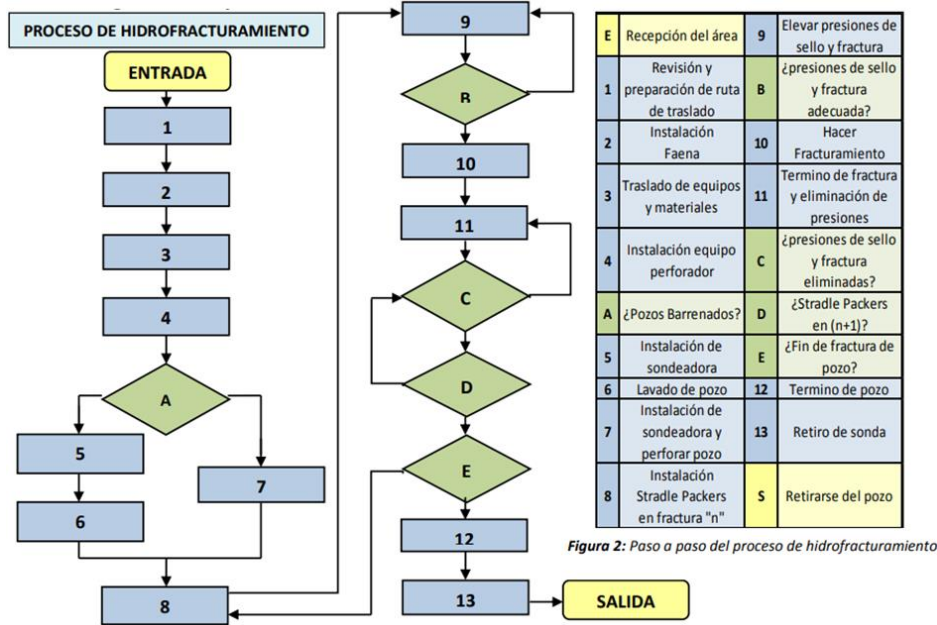 PROCESO DE HIDROFRACTURAMIENTO
ENTRADA
1
2
3
4
A
5
6
7
8
9
B
10
11
C
D
E
12
13
SALIDA
E Recepción del área 9 Elevar presiones de
sello y fractura
1 Revisión y
preparación de ruta
de traslado
B ¿presiones de sello
y fractura
adecuada?
2 Instalación
Faena
10 Hacer
Fracturamiento
3 Traslado de equipos
y materiales
11 Termino de fractura
y eliminación de
presiones
4 Instalación equipo
perforador
C ¿presiones de sello
y fractura
eliminadas?
A ¿Pozos Barrenados?
D ¿Stradle Packers
en (n+1)?
5 Instalación de
sondeadora
E ¿Fin de fractura de
pozo?
6 Lavado de pozo 12 Termino de pozo
7 Instalación de
sondeadora y
perforar pozo
13 Retiro de sonda
8 Instalación
Stradle Packers
en fractura "n"
S Retirarse del pozo
Figura 2: Paso a paso del proceso de hidrofracturamiento